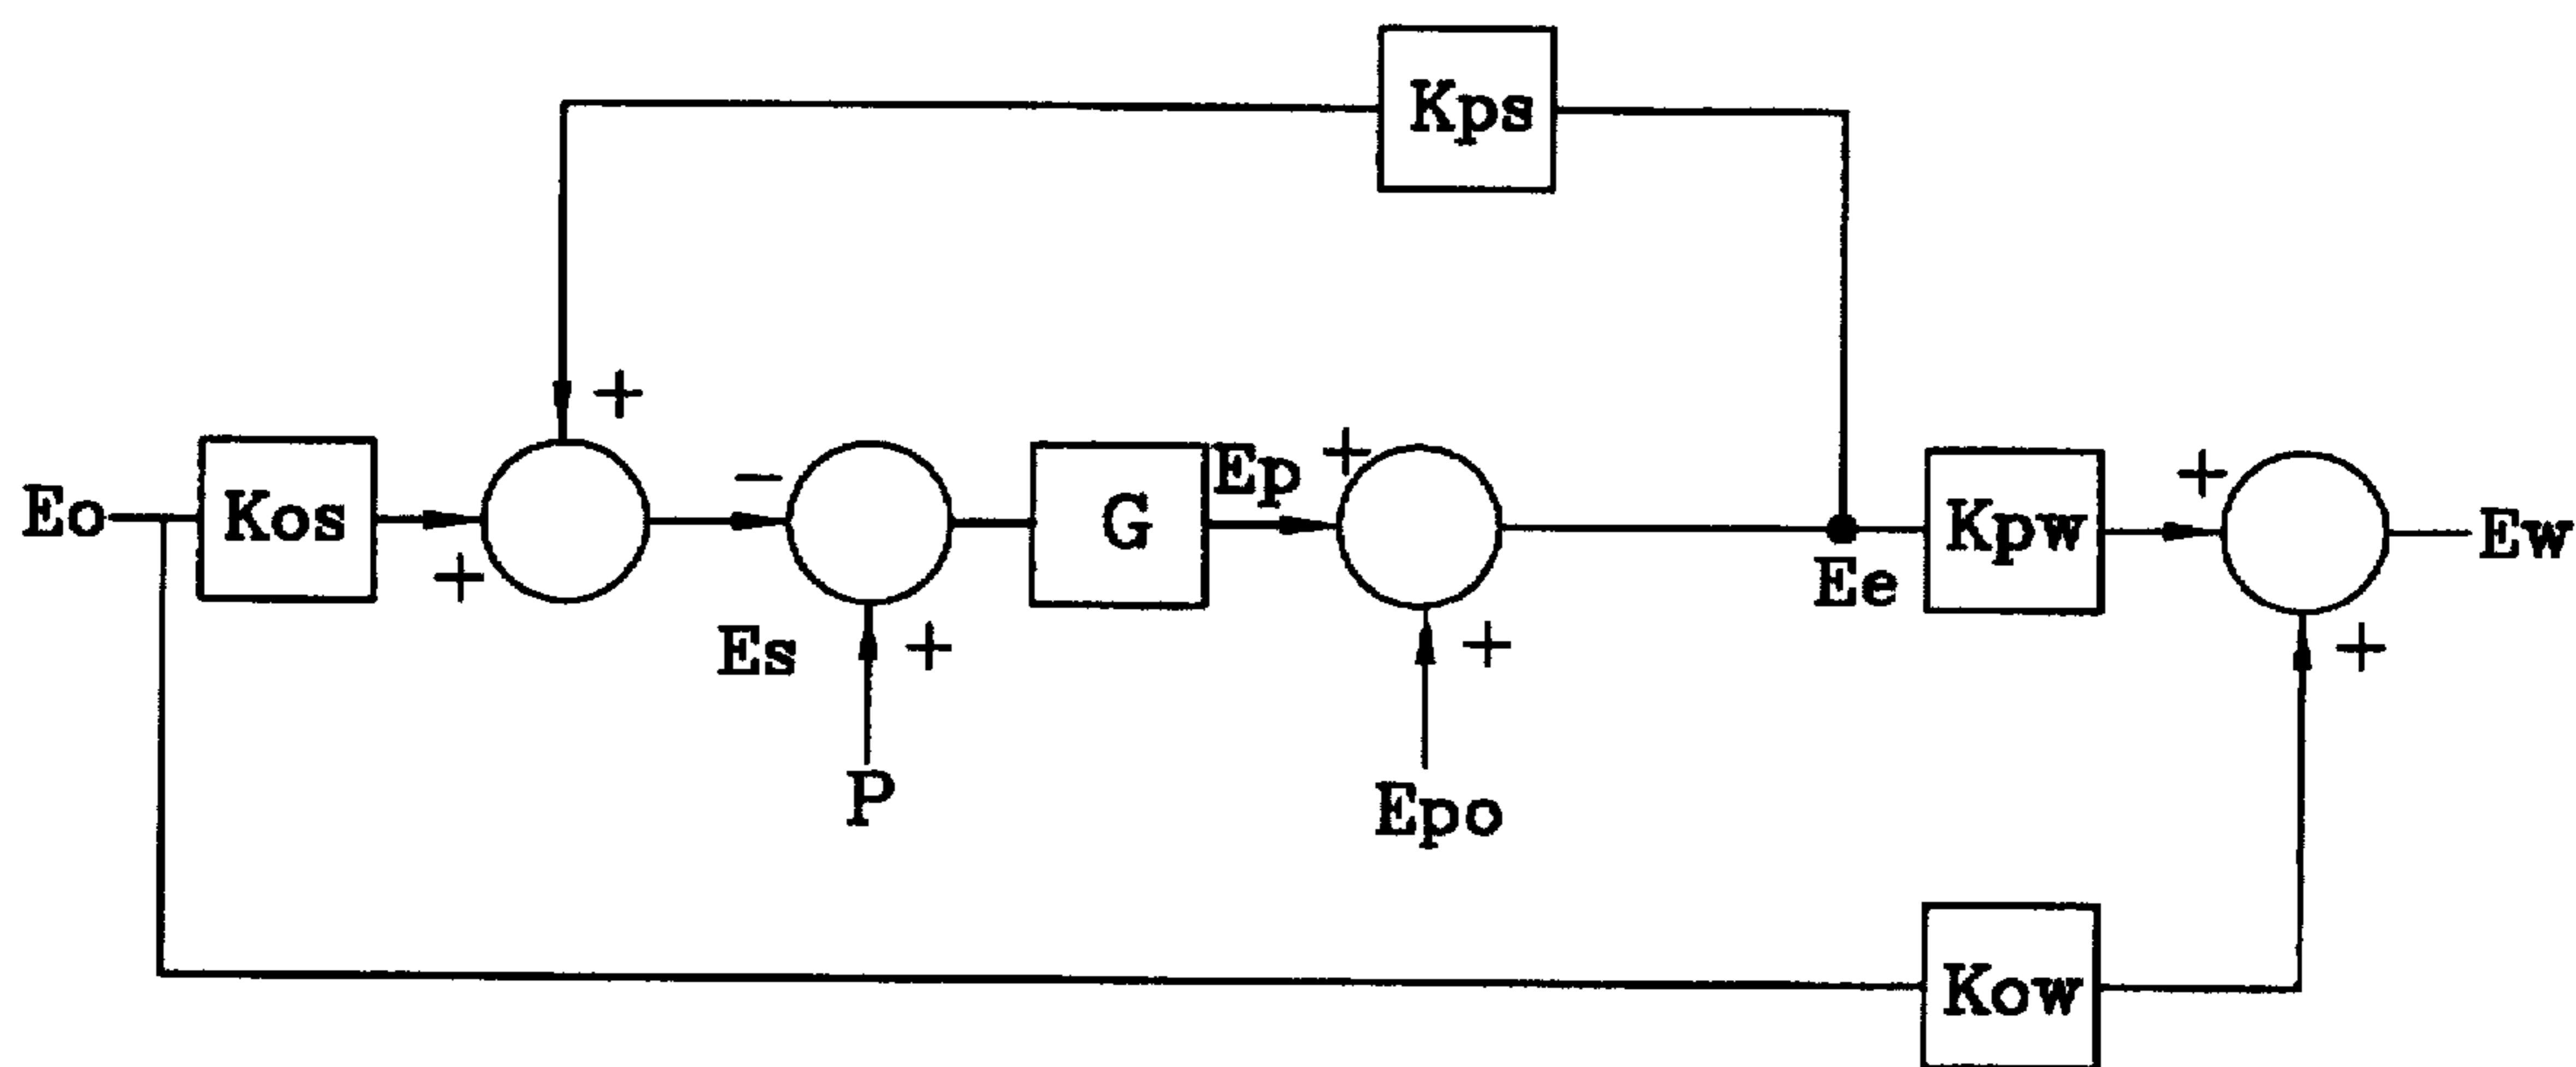 Kps
+
Eo
Kos
+
-
+
Es
P
G
Ep
+
+
Epo
Ee
Kpw
+
+
Ew
Kow